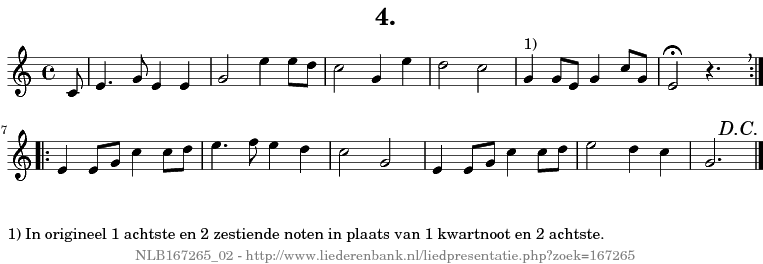 4.
1)
7
D.C.
1) In origineel 1 achtste en 2 zestiende noten in plaats van 1 kwartnoot en 2 achtste.
NLB167265_02 - http://www.liederenbank.nl/liedpresentatie.php?zoek=167265